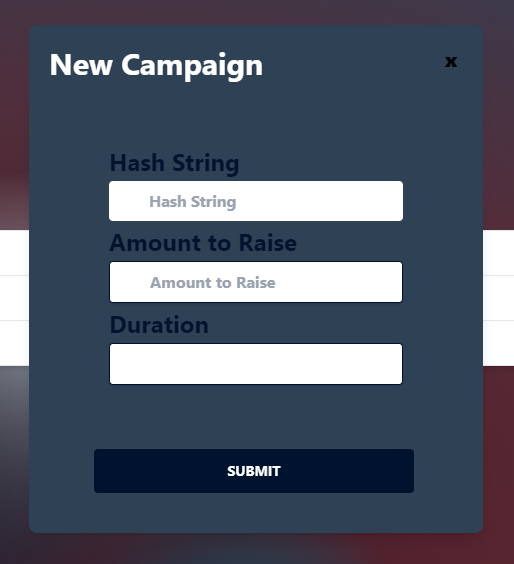 New Campaign
x
Hash String
Hash String
Amount to Raise
Amount to Raise
Duration
SUBMIT